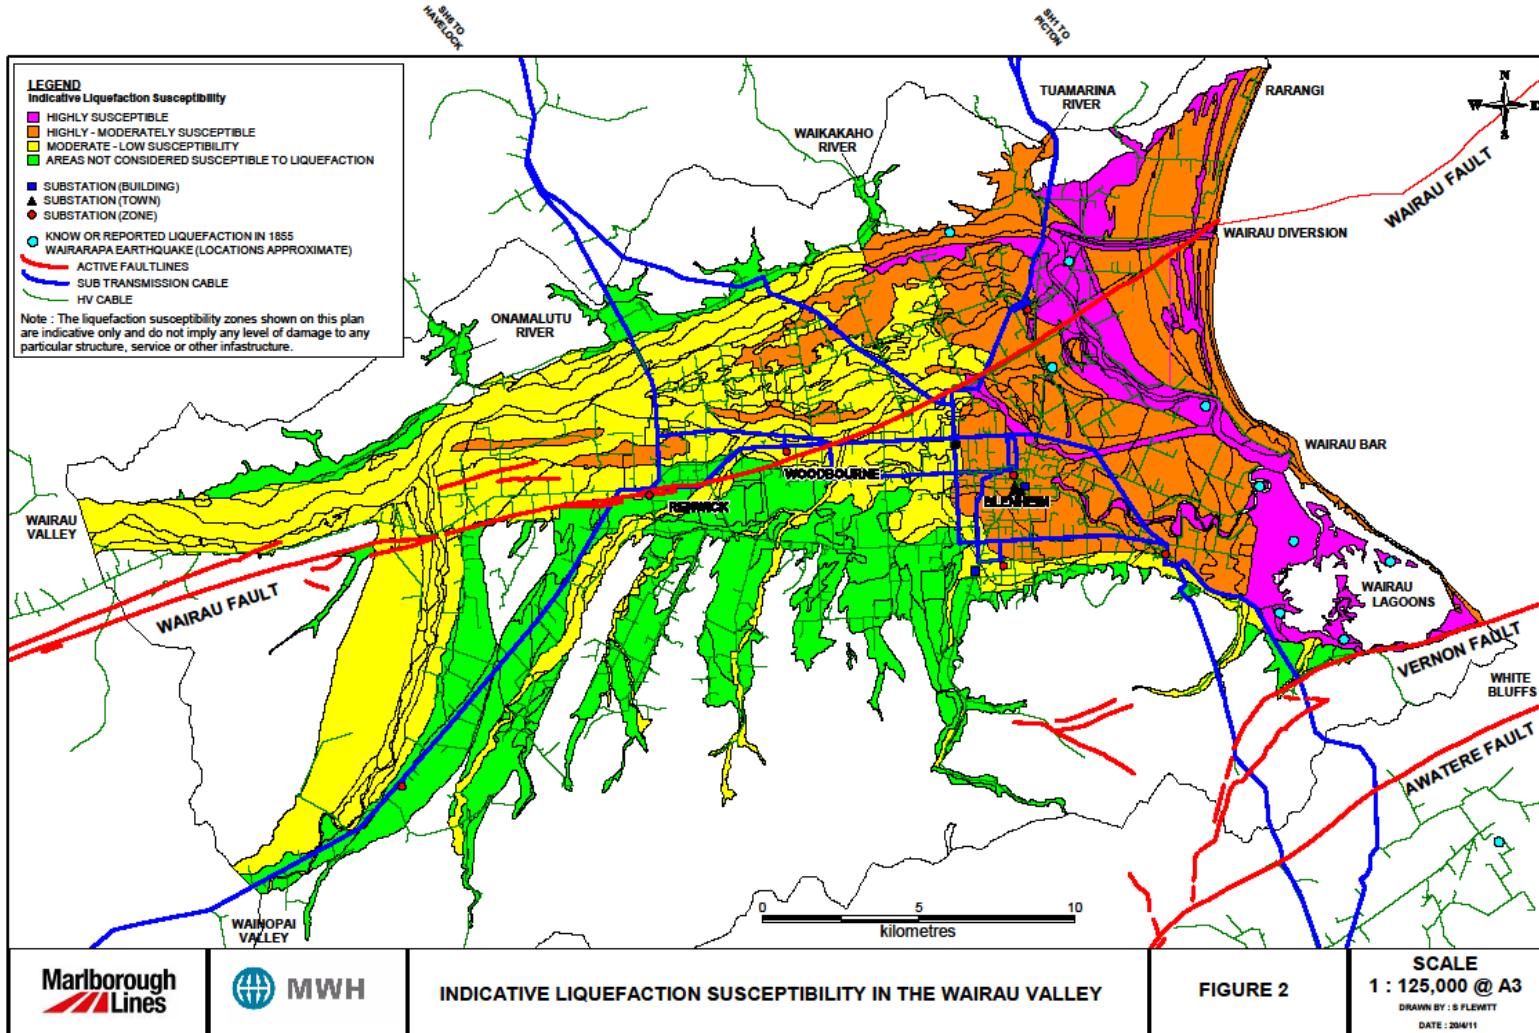 SH6 TO
HAVELOCK
SH1 TO
PICTON
LEGEND
Indicative Liquefaction Susceptibility
HIGHLY SUSCEPTIBLE
HIGHLY - MODERATELY SUSCEPTIBLE
MODERATE - LOW SUSCEPTIBILITY
AREAS NOT CONSIDERED SUSCEPTIBLE TO LIQUEFACTION
SUBSTATION (BUILDING)
SUBSTATION (TOWN)
SUBSTATION (ZONE)
KNOW OR REPORTED LIQUEFACTION IN 1855
WAIRARAPA EARTHQUAKE (LOCATIONS APPROXIMATE)
ACTIVE FAULTLINES
SUB TRANSMISSION CABLE
HV CABLE
Note : The liquefaction susceptibility zones shown on this plan
are indicative only and do not imply any level of damage to any
particular structure, service or other infastructure.
TUAMARINA
RIVER
RARANGI
N
W
E
S
WAIKAKAHO
RIVER
WAIRAU FAULT
WAIRAU DIVERSION
ONAMALUTU
RIVER
WAIRAU BAR
WOODBOURNE
RENWICK
BLENHEIM
WAIRAU
VALLEY
WAIRAU FAULT
WAIRAU
LAGOONS
VERNON FAULT
WHITE
BLUFFS
AWATERE FAULT
WAIHOPAI
VALLEY
0
5
10
kilometres
Marlborough
Lines
MWH
INDICATIVE LIQUEFACTION SUSCEPTIBILITY IN THE WAIRAU VALLEY
FIGURE 2
SCALE
1 : 125,000 @ A3
DRAWN BY : S FLEWITT
DATE : 20/4/11